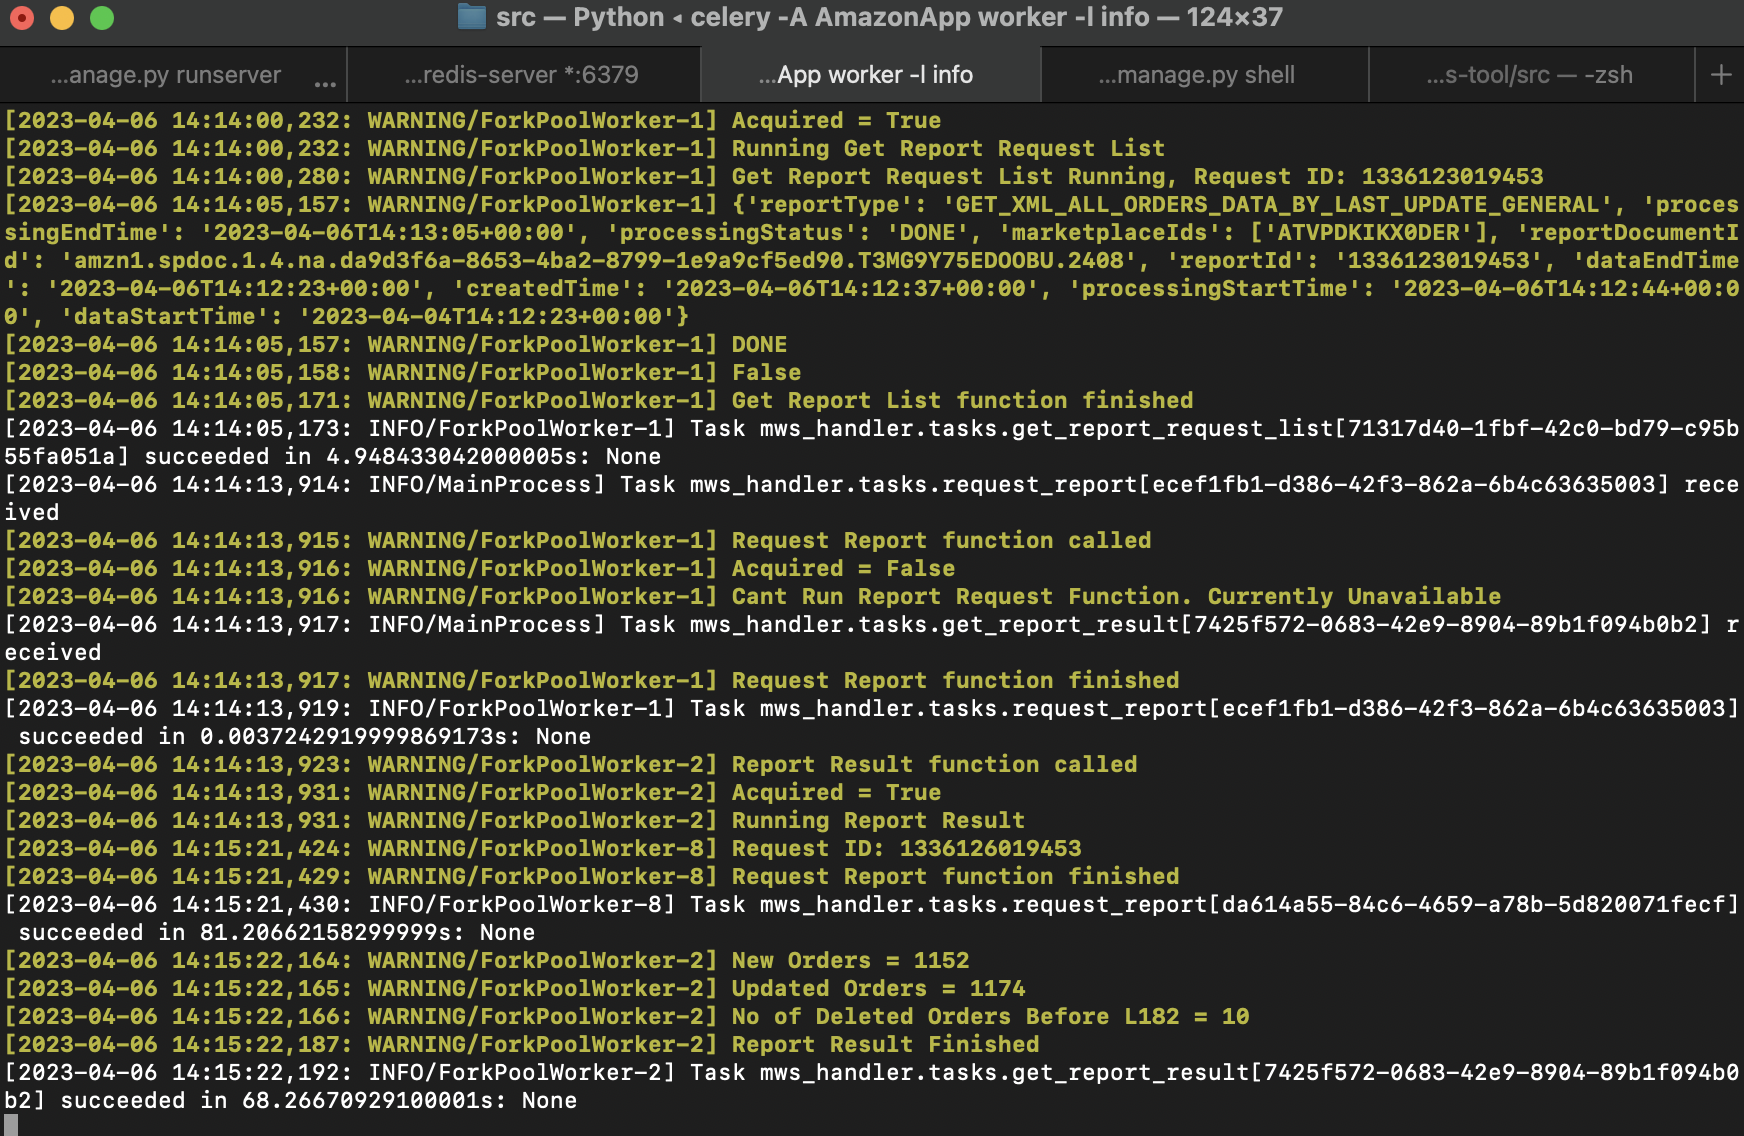 src — Python ◂ celery -A AmazonApp worker -l info — 124×37
...anage.py runserver ... ...redis-server *:6379 ...App worker -l info ...manage.py shell ...s-tool/src — -zsh +
[2023-04-06 14:14:00,232: WARNING/ForkPoolWorker-1] Acquired = True
[2023-04-06 14:14:00,232: WARNING/ForkPoolWorker-1] Running Get Report Request List
[2023-04-06 14:14:00,280: WARNING/ForkPoolWorker-1] Get Report Request List Running, Request ID: 1336123019453
[2023-04-06 14:14:05,157: WARNING/ForkPoolWorker-1] {'reportType': 'GET_XML_ALL_ORDERS_DATA_BY_LAST_UPDATE_GENERAL', 'proces
singEndTime': '2023-04-06T14:13:05+00:00', 'processingStatus': 'DONE', 'marketplaceIds': ['ATVPDKIKX0DER'], 'reportDocumentI
d': 'amzn1.spdoc.1.4.na.da9d3f6a-8653-4ba2-8799-1e9a9cf5ed90.T3MG9Y75EDOOBU.2408', 'reportId': '1336123019453', 'dataEndTime
': '2023-04-06T14:12:23+00:00', 'createdTime': '2023-04-06T14:12:37+00:00', 'processingStartTime': '2023-04-06T14:12:44+00:0
0', 'dataStartTime': '2023-04-04T14:12:23+00:00'}
[2023-04-06 14:14:05,157: WARNING/ForkPoolWorker-1] DONE
[2023-04-06 14:14:05,158: WARNING/ForkPoolWorker-1] False
[2023-04-06 14:14:05,171: WARNING/ForkPoolWorker-1] Get Report List function finished
[2023-04-06 14:14:05,173: INFO/ForkPoolWorker-1] Task mws_handler.tasks.get_report_request_list[71317d40-1fbf-42c0-bd79-c95b
55fa051a] succeeded in 4.948433042000005s: None
[2023-04-06 14:14:13,914: INFO/MainProcess] Task mws_handler.tasks.request_report[ecef1fb1-d386-42f3-862a-6b4c63635003] rece
ived
[2023-04-06 14:14:13,915: WARNING/ForkPoolWorker-1] Request Report function called
[2023-04-06 14:14:13,916: WARNING/ForkPoolWorker-1] Acquired = False
[2023-04-06 14:14:13,916: WARNING/ForkPoolWorker-1] Cant Run Report Request Function. Currently Unavailable
[2023-04-06 14:14:13,917: INFO/MainProcess] Task mws_handler.tasks.get_report_result[7425f572-0683-42e9-8904-89b1f094b0b2] r
eceived
[2023-04-06 14:14:13,917: WARNING/ForkPoolWorker-1] Request Report function finished
[2023-04-06 14:14:13,919: INFO/ForkPoolWorker-1] Task mws_handler.tasks.request_report[ecef1fb1-d386-42f3-862a-6b4c63635003]
 succeeded in 0.0037242919999869173s: None
[2023-04-06 14:14:13,923: WARNING/ForkPoolWorker-2] Report Result function called
[2023-04-06 14:14:13,931: WARNING/ForkPoolWorker-2] Acquired = True
[2023-04-06 14:14:13,931: WARNING/ForkPoolWorker-2] Running Report Result
[2023-04-06 14:15:21,424: WARNING/ForkPoolWorker-8] Request ID: 1336126019453
[2023-04-06 14:15:21,429: WARNING/ForkPoolWorker-8] Request Report function finished
[2023-04-06 14:15:21,430: INFO/ForkPoolWorker-8] Task mws_handler.tasks.request_report[da614a55-84c6-4659-a78b-5d820071fecf]
 succeeded in 81.20662158299999s: None
[2023-04-06 14:15:22,164: WARNING/ForkPoolWorker-2] New Orders = 1152
[2023-04-06 14:15:22,165: WARNING/ForkPoolWorker-2] Updated Orders = 1174
[2023-04-06 14:15:22,166: WARNING/ForkPoolWorker-2] No of Deleted Orders Before L182 = 10
[2023-04-06 14:15:22,187: WARNING/ForkPoolWorker-2] Report Result Finished
[2023-04-06 14:15:22,192: INFO/ForkPoolWorker-2] Task mws_handler.tasks.get_report_result[7425f572-0683-42e9-8904-89b1f094b0
b2] succeeded in 68.26670929100001s: None